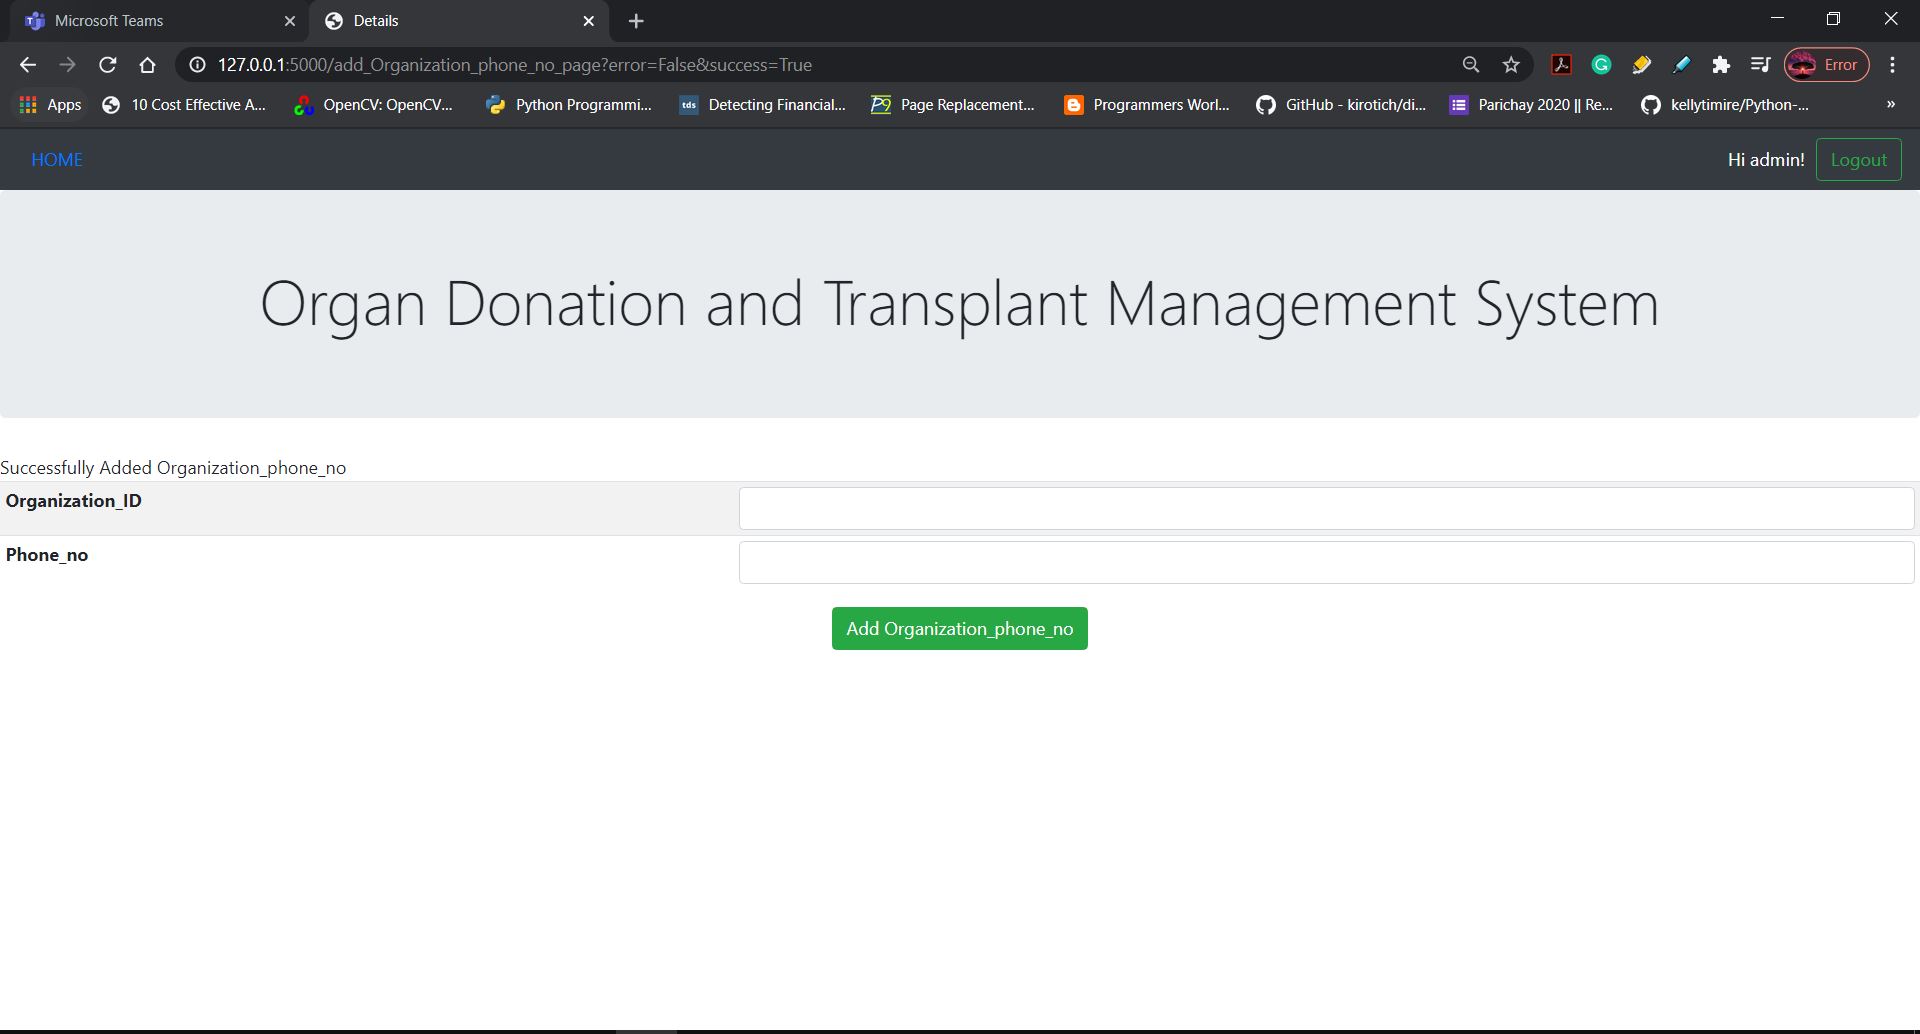 Microsoft Teams
Details
127.0.0.1:5000/add_Organization_phone_no_page?error=False&success=True
Error
Apps
10 Cost Effective A...
OpenCV: OpenCV...
Python Programmi...
tds
Detecting Financial...
Page Replacement...
Programmers Worl...
GitHub - kirotich/di...
Parichay 2020 || Re...
kellytimire/Python-...
»
HOME
Hi admin!
Logout
Organ Donation and Transplant Management System
Successfully Added Organization_phone_no
Organization_ID
Phone_no
Add Organization_phone_no